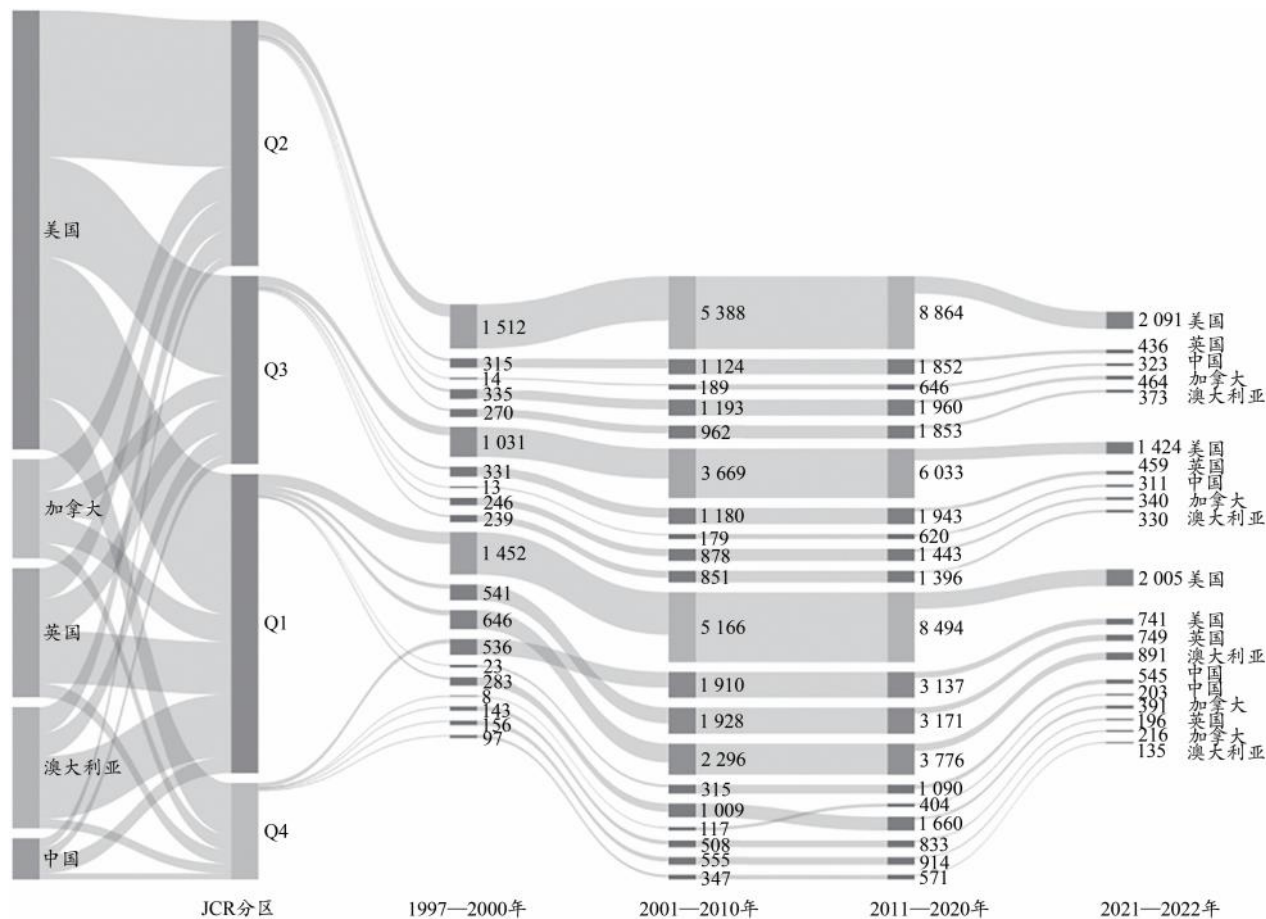 美国
加拿大
英国
澳大利亚
中国
Q2
Q3
Q1
Q4
1 512
315
14
335
270
1 031
331
13
246
239
1 452
541
646
536
23
283
8
143
156
97
5 388
1 124
189
1 193
962
3 669
1 180
179
878
851
5 166
1 910
1 928
2 296
315
1 009
117
508
555
347
8 864
1 852
646
1 960
1 853
6 033
1 943
620
1 443
1 396
8 494
3 137
3 171
3 776
1 090
404
1 660
833
914
571
2 091 美国
436 英国
323 中国
464 加拿大
373 澳大利亚
1 424 美国
459 英国
311 中国
340 加拿大
330 澳大利亚
2 005 美国
741 美国
749 英国
891 澳大利亚
545 中国
203 中国
391 加拿大
196 英国
216 加拿大
135 澳大利亚
JCR分区
1997—2000年
2001—2010年
2011—2020年
2021—2022年